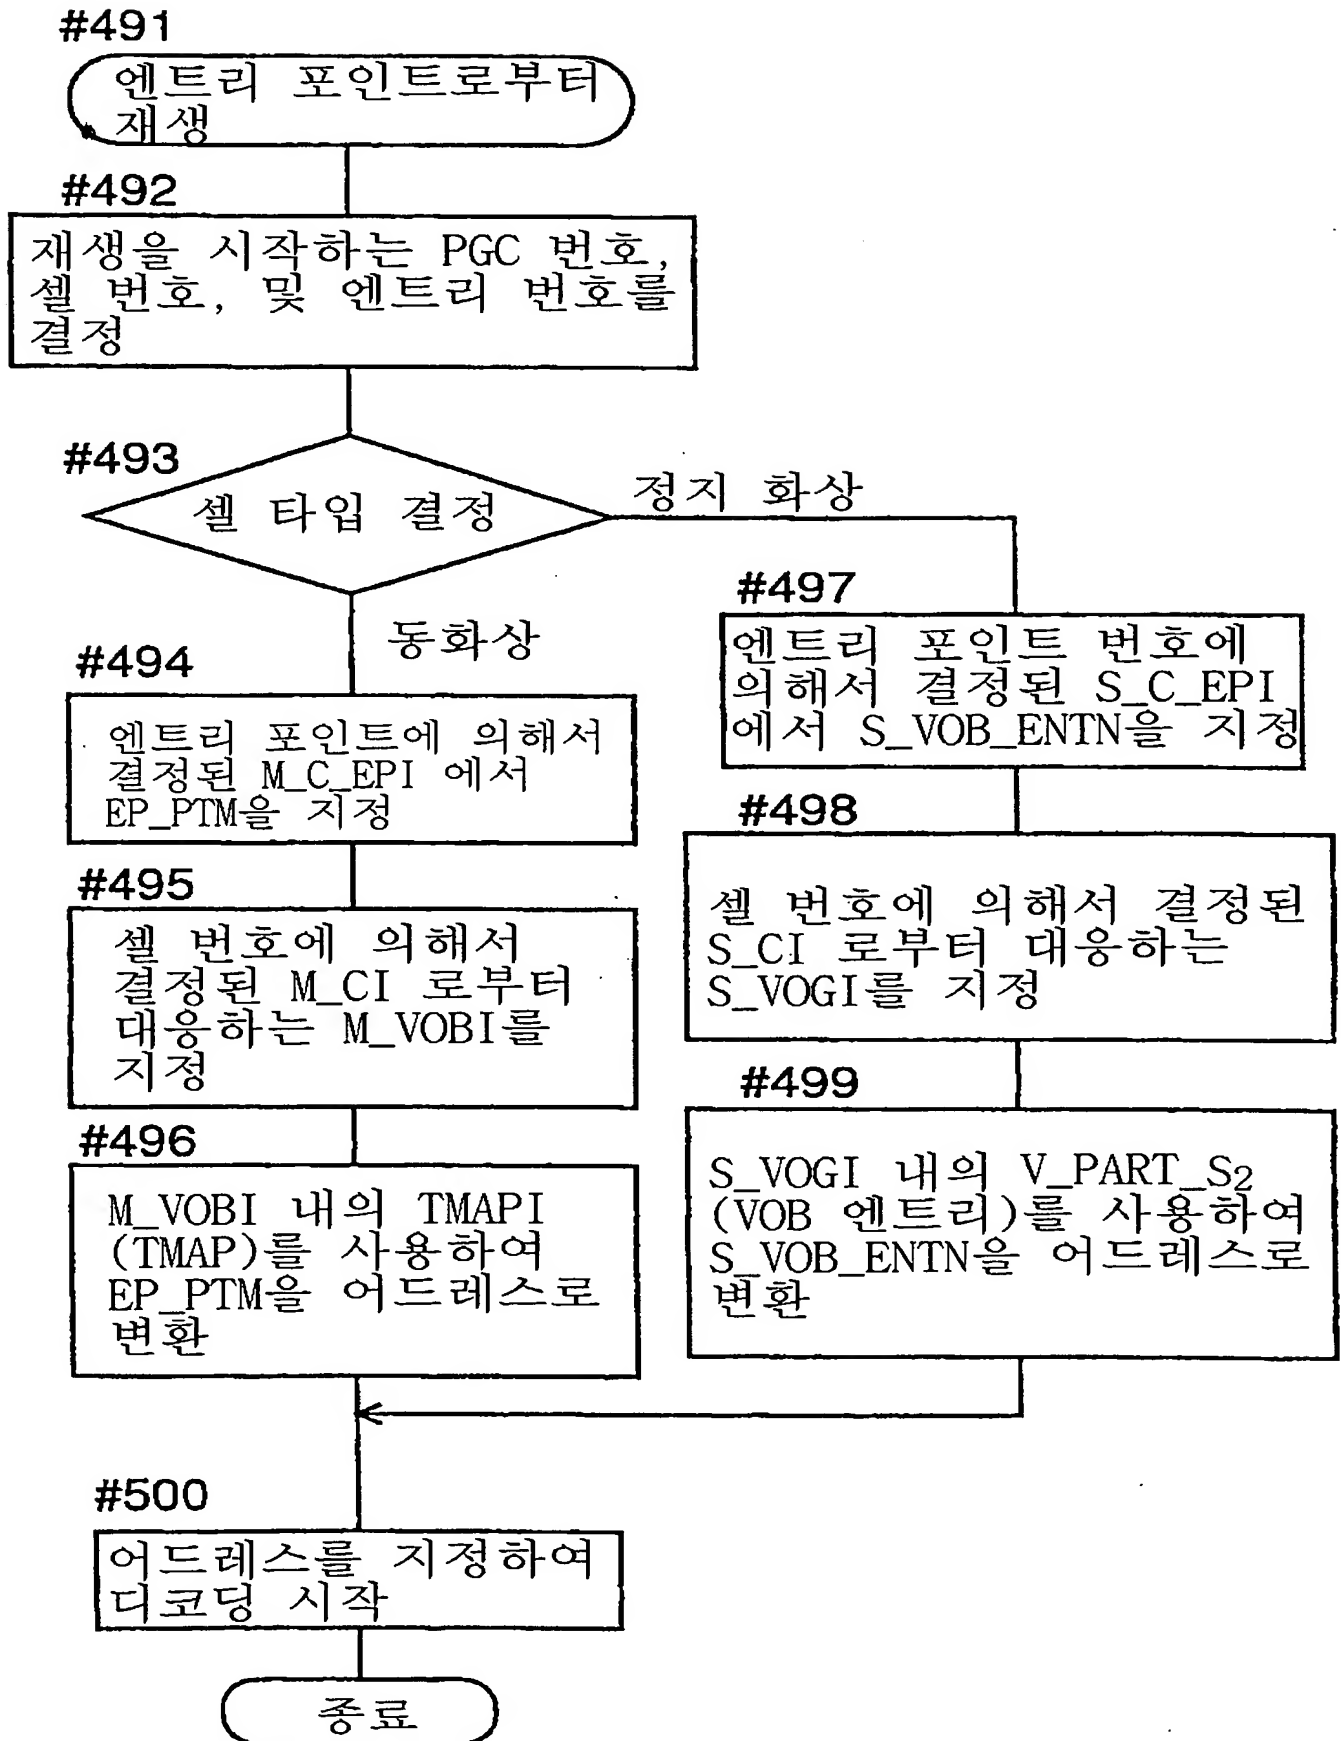 #491
엔트리 포인트로부터
재생
#492
재생을 시작하는 PGC 번호,
셀 번호, 및 엔트리 번호를
결정
#493
셀 타입 결정
정지 화상
동화상
#494
엔트리 포인트에 의해서
결정된 M_C_EPI 에서
EP_PTM을 지정
#495
셀 번호에 의해서
결정된 M_CI 로부터
대응하는 M_VOBI를
지정
#496
M_VOBI 내의 TMAPI
(TMAP)를 사용하여
EP_PTM을 어드레스로
변환
#497
엔트리 포인트 번호에
의해서 결정된 S_C_EPI
에서 S_VOB_ENTN을 지정
#498
셀 번호에 의해서 결정된
S_CI 로부터 대응하는
S_VOGI를 지정
#499
S_VOGI 내의 V_PART_S2
(VOB 엔트리)를 사용하여
S_VOB_ENTN을 어드레스로
변환
#500
어드레스를 지정하여
디코딩 시작
종료